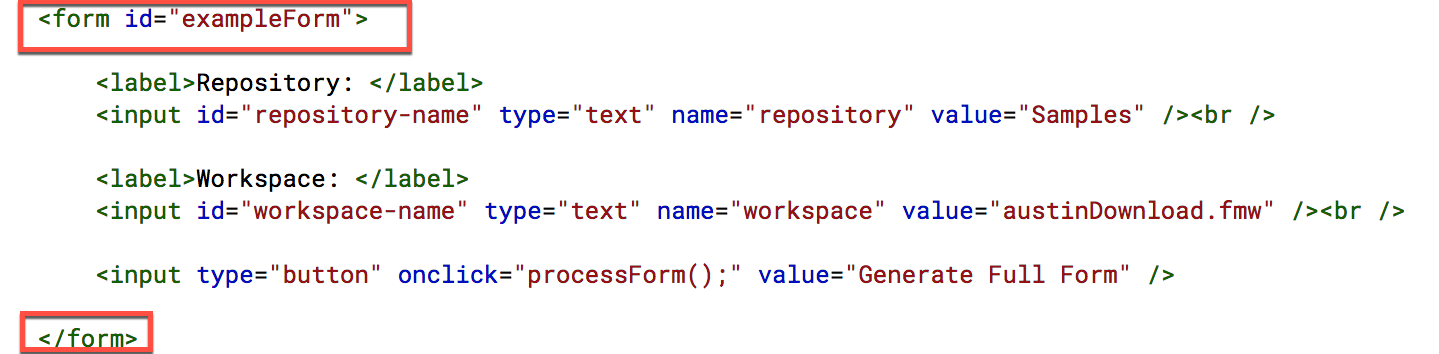 <form id="exampleForm">
<label>Repository: </label>
<input id="repository-name" type="text" name="repository" value="Samples" /><br />
<label>Workspace: </label>
<input id="workspace-name" type="text" name="workspace" value="austinDownload.fmw" /><br />
<input type="button" onclick="processForm();" value="Generate Full Form" />
</form>